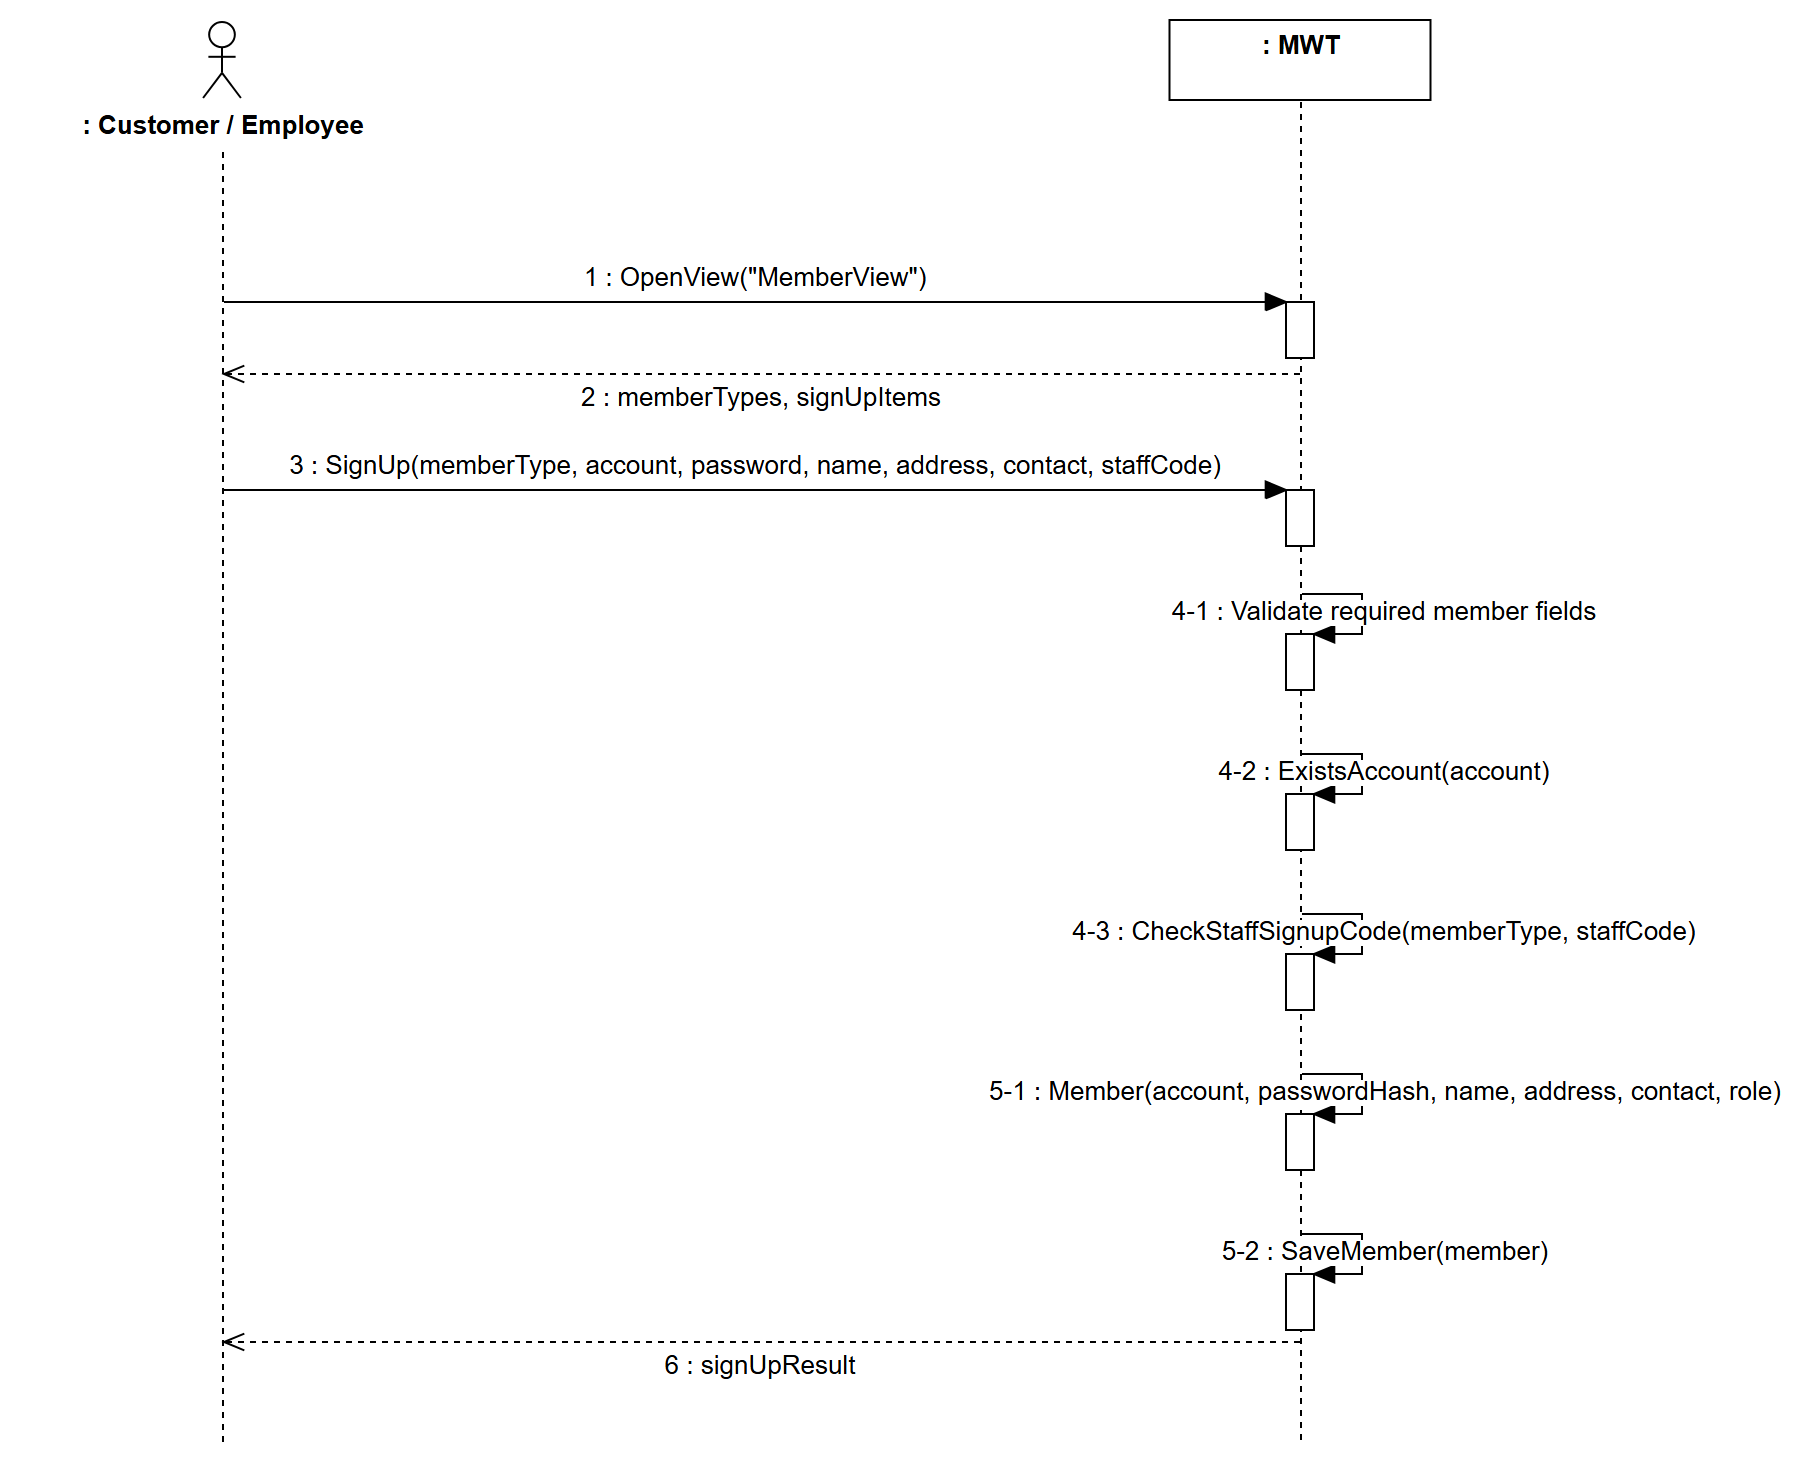 : MWT
: Customer / Employee
1 : OpenView("MemberView")
2 : memberTypes, signUpItems
3 : SignUp(memberType, account, password, name, address, contact, staffCode)
4-1 : Validate required member fields
4-2 : ExistsAccount(account)
4-3 : CheckStaffSignupCode(memberType, staffCode)
5-1 : Member(account, passwordHash, name, address, contact, role)
5-2 : SaveMember(member)
6 : signUpResult